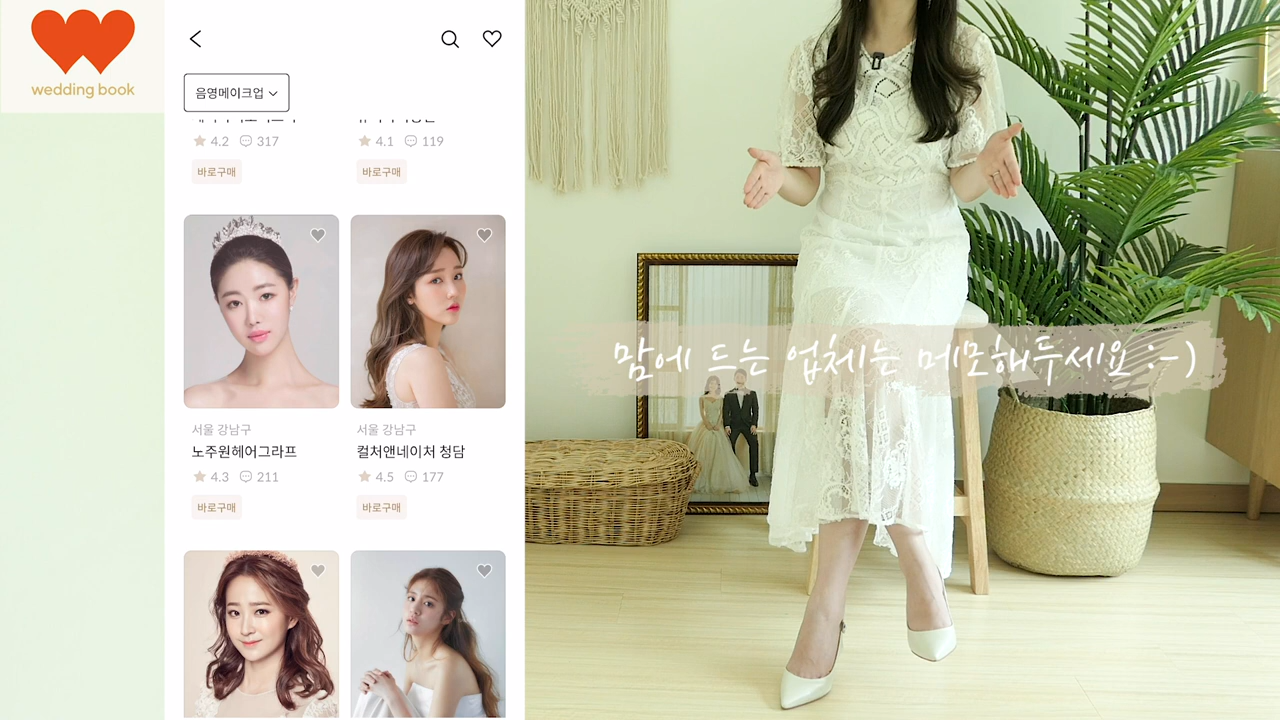 wedding book
음영메이크업
4.2 317
4.1 119
바로구매
바로구매
서울 강남구
노주원헤어그라프
4.3 211
바로구매
서울 강남구
컬처앤네이처 청담
4.5 177
바로구매
맘에 드는 업체는 메모해두세요 :-)